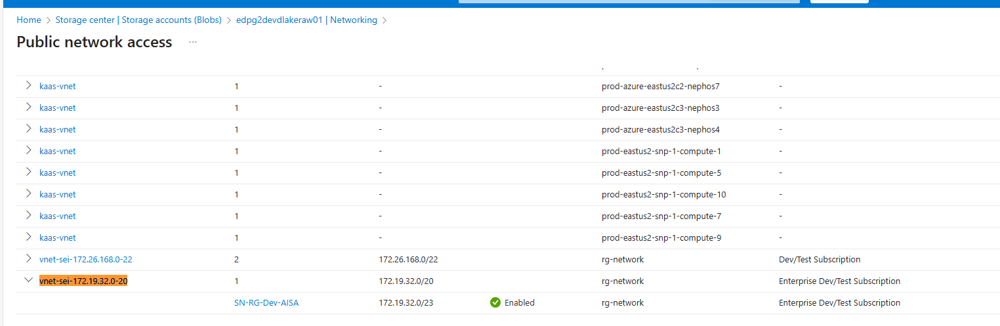 Home > Storage center | Storage accounts (Blobs) > edpg2devdlakeraw01 | Networking >
Public network access ...
kaas-vnet 1 - prod-azure-eastus2c2-nephos7 -
kaas-vnet 1 - prod-azure-eastus2c3-nephos3 -
kaas-vnet 1 - prod-azure-eastus2c3-nephos4 -
kaas-vnet 1 - prod-eastus2-snp-1-compute-1 -
kaas-vnet 1 - prod-eastus2-snp-1-compute-5 -
kaas-vnet 1 - prod-eastus2-snp-1-compute-10 -
kaas-vnet 1 - prod-eastus2-snp-1-compute-7 -
kaas-vnet 1 - prod-eastus2-snp-1-compute-9 -
vnet-sei-172.26.168.0-22 2 172.26.168.0/22 rg-network Dev/Test Subscription
vnet-sei-172.19.32.0-20 1 172.19.32.0/20 rg-network Enterprise Dev/Test Subscription
SN-RG-Dev-AISA 172.19.32.0/23 Enabled rg-network Enterprise Dev/Test Subscription